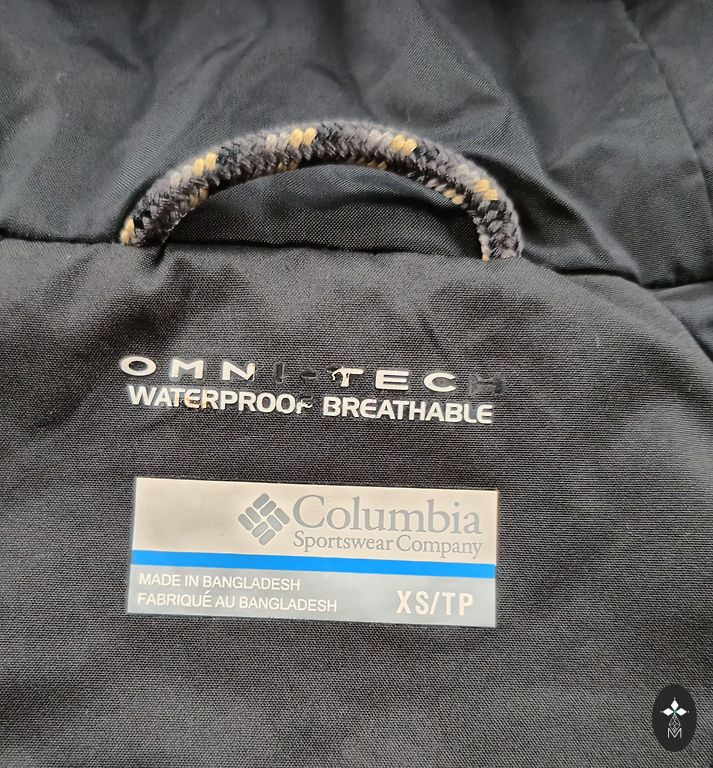 OMNI-TECH
WATERPROOF BREATHABLE
Columbia
Sportswear Company
MADE IN BANGLADESH
FABRIQUÉ AU BANGLADESH
XS/TP
M